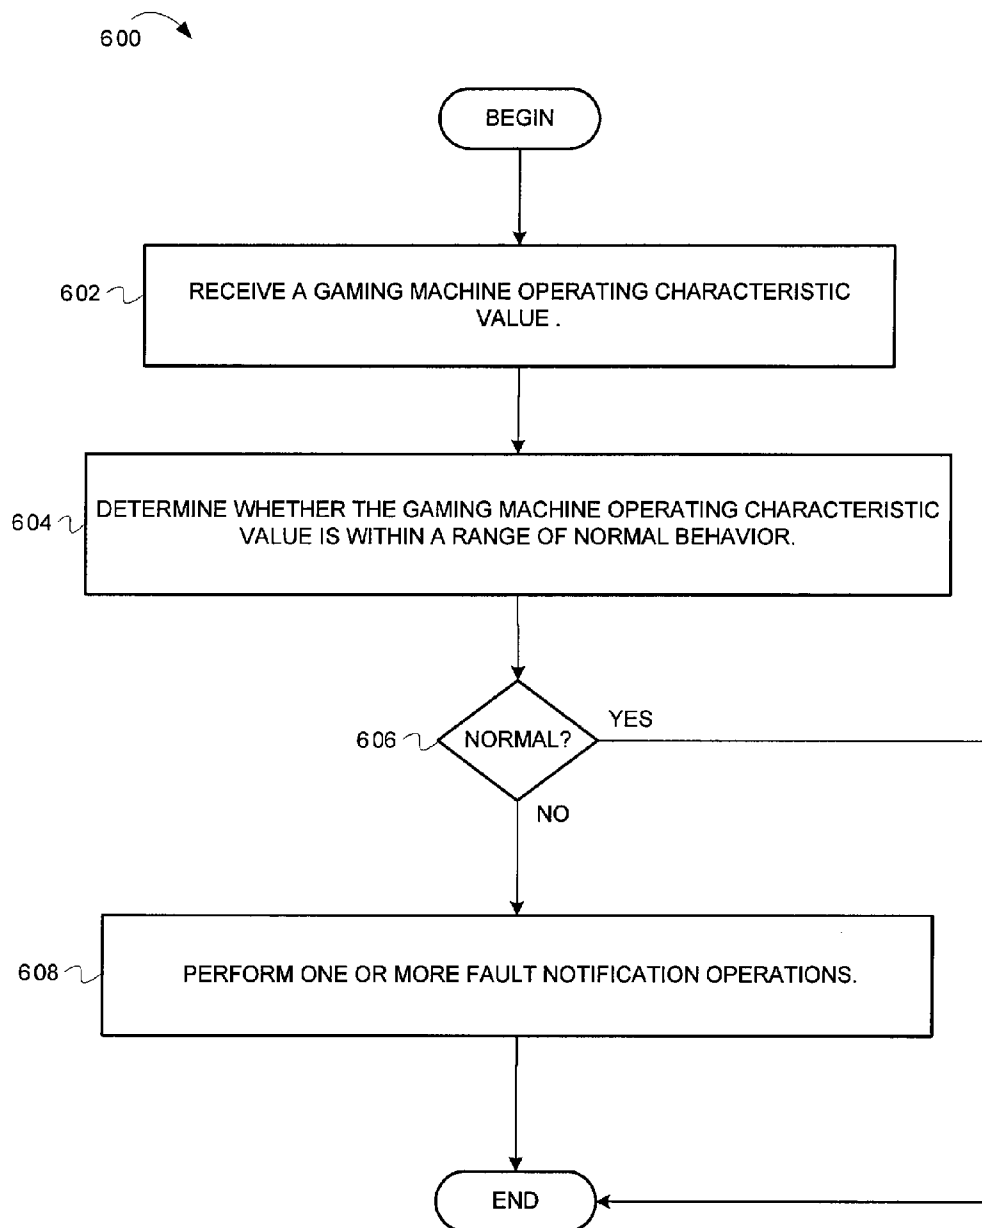 600
BEGIN
602
RECEIVE A GAMING MACHINE OPERATING CHARACTERISTIC
VALUE .
604
DETERMINE WHETHER THE GAMING MACHINE OPERATING CHARACTERISTIC
VALUE IS WITHIN A RANGE OF NORMAL BEHAVIOR.
606
NORMAL?
YES
NO
608
PERFORM ONE OR MORE FAULT NOTIFICATION OPERATIONS.
END